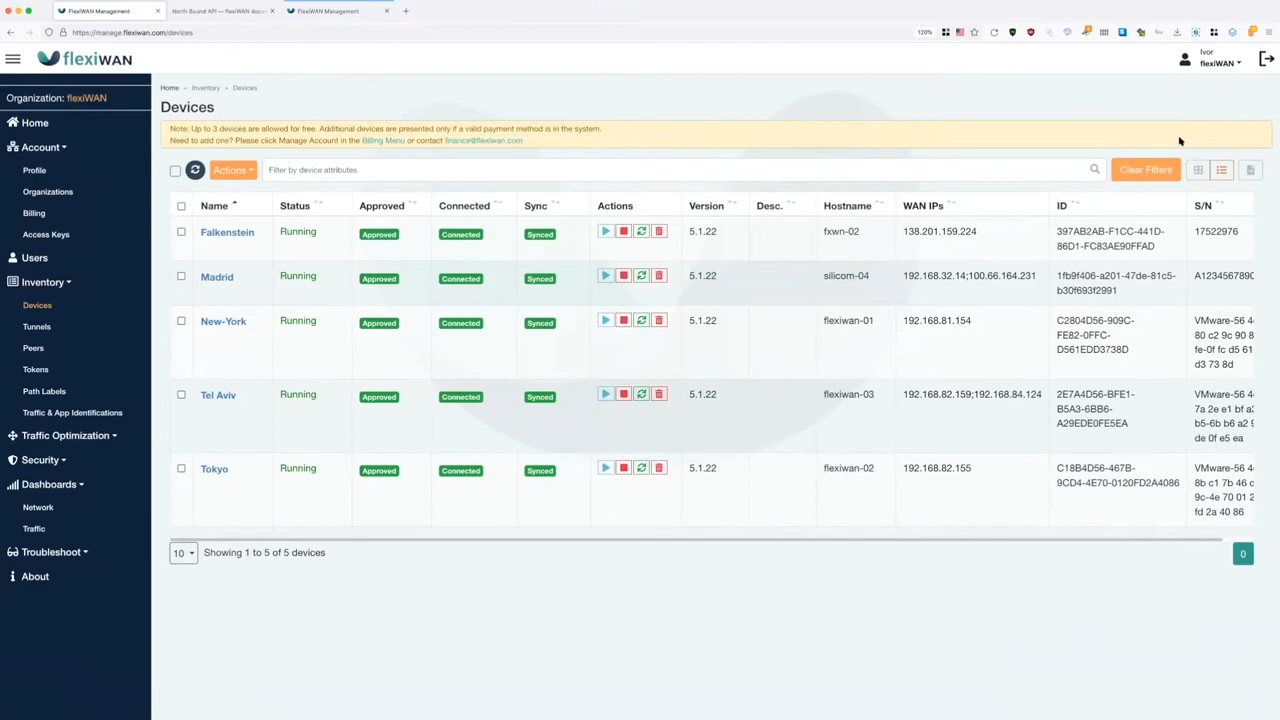 FlexiWAN Management
North Bound API — flexiWAN docu
FlexiWAN Management
https://manage.flexiwan.com/devices
120%
flexiWAN
Ivor
flexiWAN
Organization: flexiWAN
Home
Account
Profile
Organizations
Billing
Access Keys
Users
Inventory
Devices
Tunnels
Peers
Tokens
Path Labels
Traffic & App Identifications
Traffic Optimization
Security
Dashboards
Network
Traffic
Troubleshoot
About
Home Inventory Devices
Devices
Note: Up to 3 devices are allowed for free. Additional devices are presented only if a valid payment method is in the system.
Need to add one? Please click Manage Account in the Billing Menu or contact finance@flexiwan.com
Actions Filter by device attributes Clear Filters
Name Status Approved Connected Sync Actions Version Desc. Hostname WAN IPs ID S/N
Falkenstein Running Approved Connected Synced 5.1.22 fxwn-02 138.201.159.224 397AB2AB-F1CC-441D- 17522976
86D1-FC83AE90FFAD
Madrid Running Approved Connected Synced 5.1.22 silicom-04 192.168.32.14;100.66.164.231 1fb9f406-a201-47de-81d5- A1234567890
b30f693f2991
New-York Running Approved Connected Synced 5.1.22 flexiwan-01 192.168.81.154 C2804D56-909C- VMware-56 4
FE82-0FFC- 80 c2 9c 90 8
D561EDD3738D fe-0f fc d5 61
d3 73 8d
Tel Aviv Running Approved Connected Synced 5.1.22 flexiwan-03 192.168.82.159;192.168.84.124 2E7A4D56-BFE1- VMware-56 4
B5A3-6BB6- 7a 2e e1 bf a
A29EDE0FE5EA b5-6b b6 a2 9
de 0f e5 ea
Tokyo Running Approved Connected Synced 5.1.22 flexiwan-02 192.168.82.155 C18B4D56-467B- VMware-56 4
9CD4-4E70-0120FD2A4086 8b c1 7b 46 c
9c-4e 70 01 2
fd 2a 40 86
10 Showing 1 to 5 of 5 devices 0